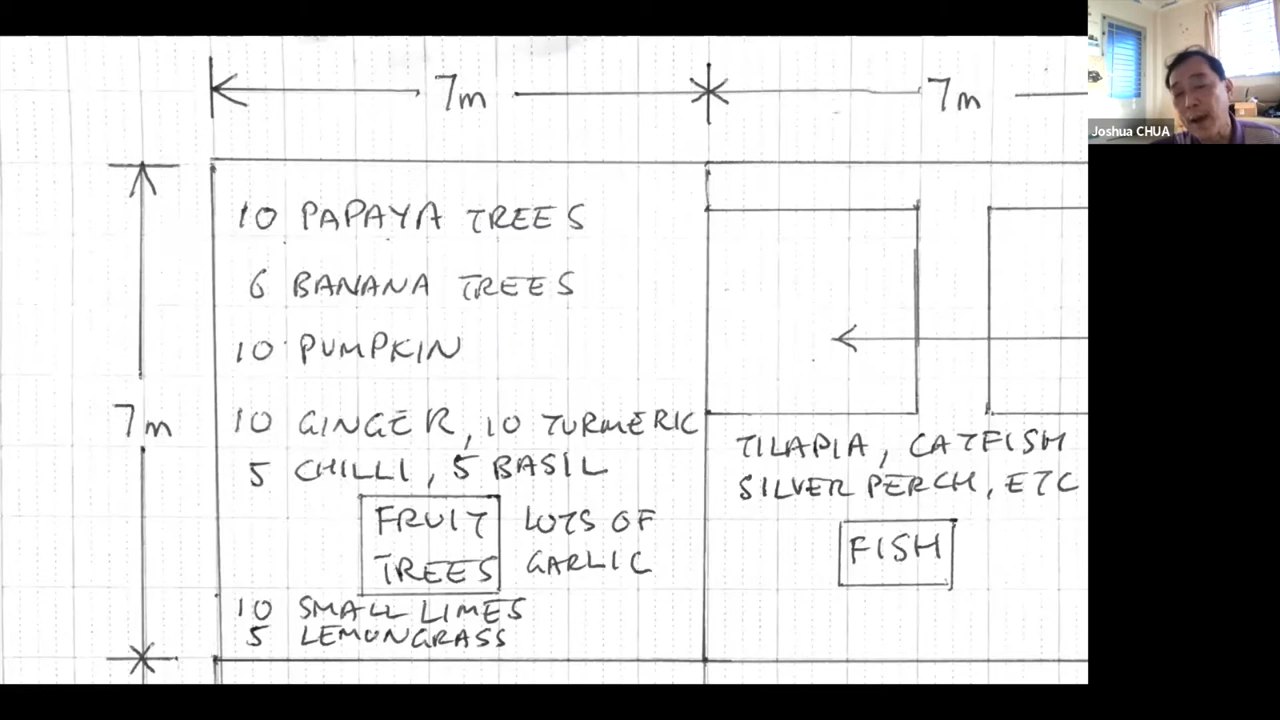 7m
7m
Joshua CHUA
7m
10 PAPAYA TREES
6 BANANA TREES
10 PUMPKIN
10 GINGER, 10 TURMERIC
5 CHILLI, 5 BASIL
FRUIT TREES
LOTS OF GARLIC
10 SMALL LIMES
5 LEMONGRASS
TILAPIA, CATFISH
SILVER PERCH, ETC
FISH